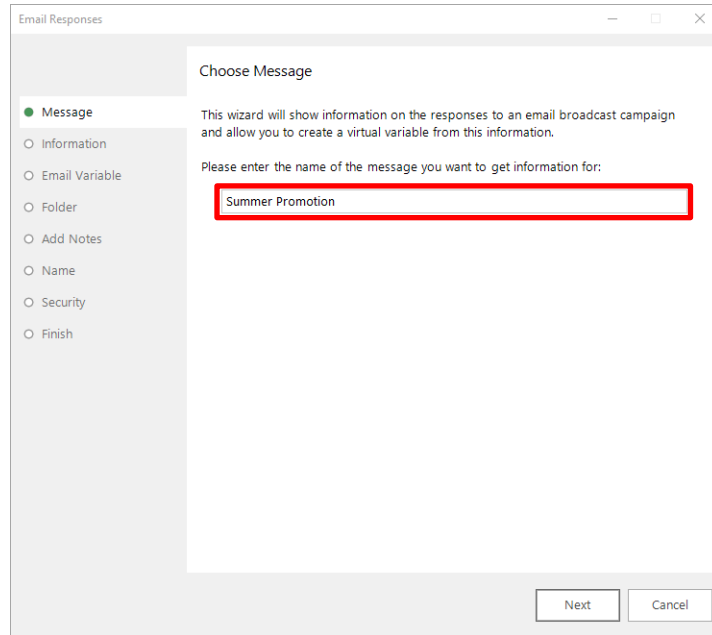 Email Responses
Choose Message
Message
This wizard will show information on the responses to an email broadcast campaign
and allow you to create a virtual variable from this information.
Information
Please enter the name of the message you want to get information for:
Email Variable
Summer Promotion
Folder
Add Notes
Name
Security
Finish
Next
Cancel